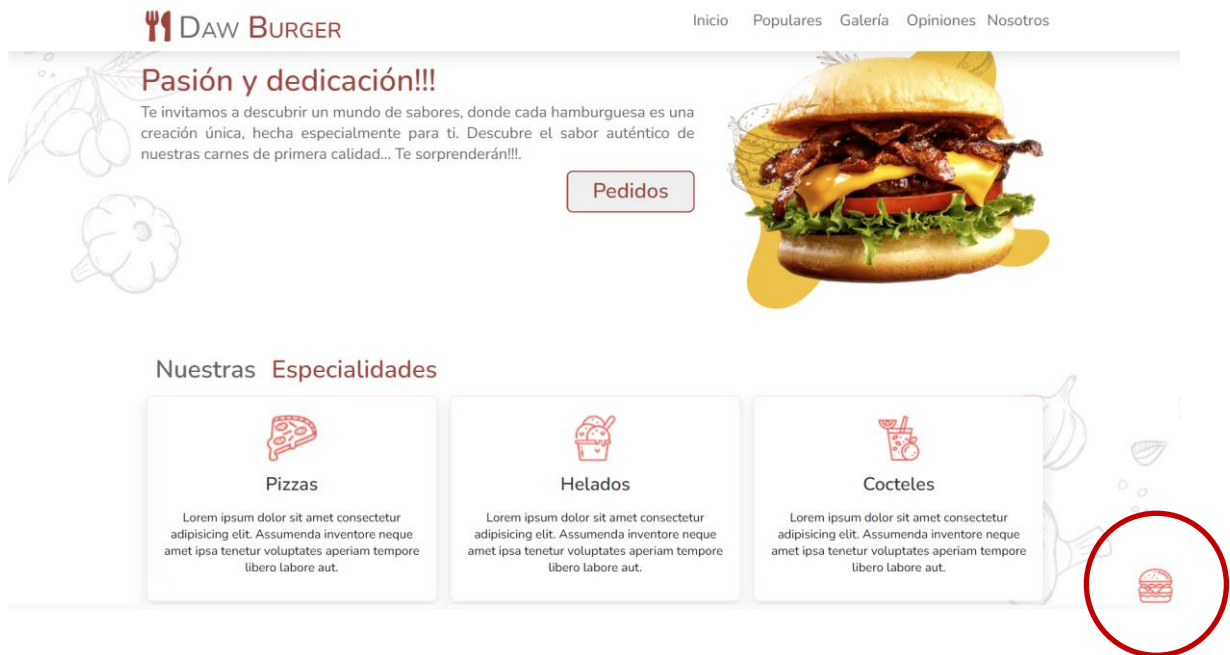 Daw Burger
Inicio Populares Galería Opiniones Nosotros
Pasión y dedicación!!!
Te invitamos a descubrir un mundo de sabores, donde cada hamburguesa es una
creación única, hecha especialmente para ti. Descubre el sabor auténtico de
nuestras carnes de primera calidad... Te sorprenderán!!!.
Pedidos
Nuestras Especialidades
Pizzas
Lorem ipsum dolor sit amet consectetur
adipisicing elit. Assumenda inventore neque
amet ipsa tenetur voluptates aperiam tempore
libero labore aut.
Helados
Lorem ipsum dolor sit amet consectetur
adipisicing elit. Assumenda inventore neque
amet ipsa tenetur voluptates aperiam tempore
libero labore aut.
Cocteles
Lorem ipsum dolor sit amet consectetur
adipisicing elit. Assumenda inventore neque
amet ipsa tenetur voluptates aperiam tempore
libero labore aut.